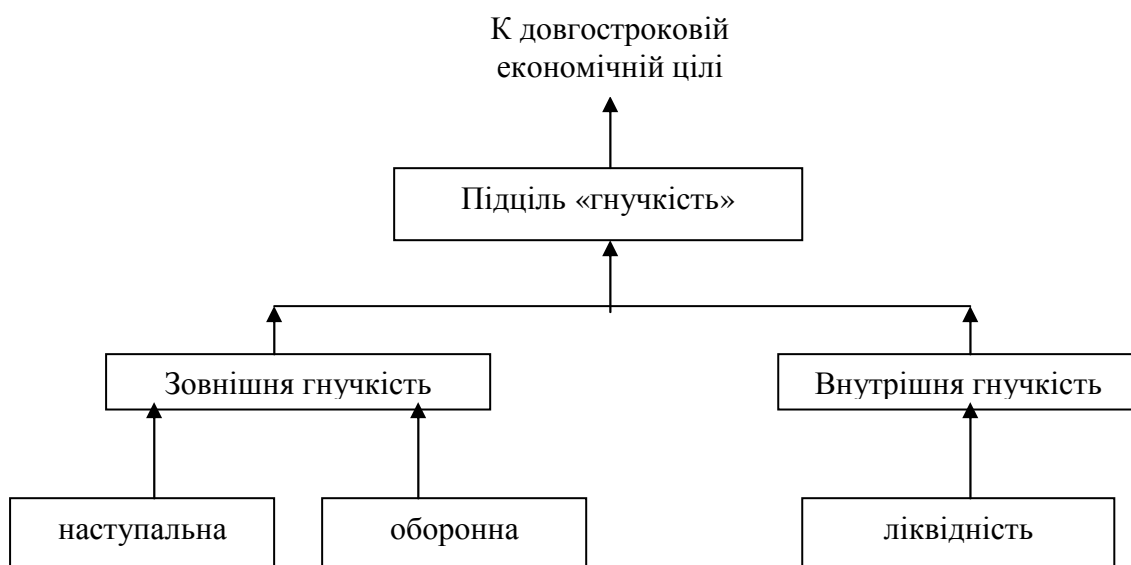 К довгостроковій
економічній цілі
Підціль «гнучкість»
Зовнішня гнучкість
Внутрішня гнучкість
наступальна
оборонна
ліквідність